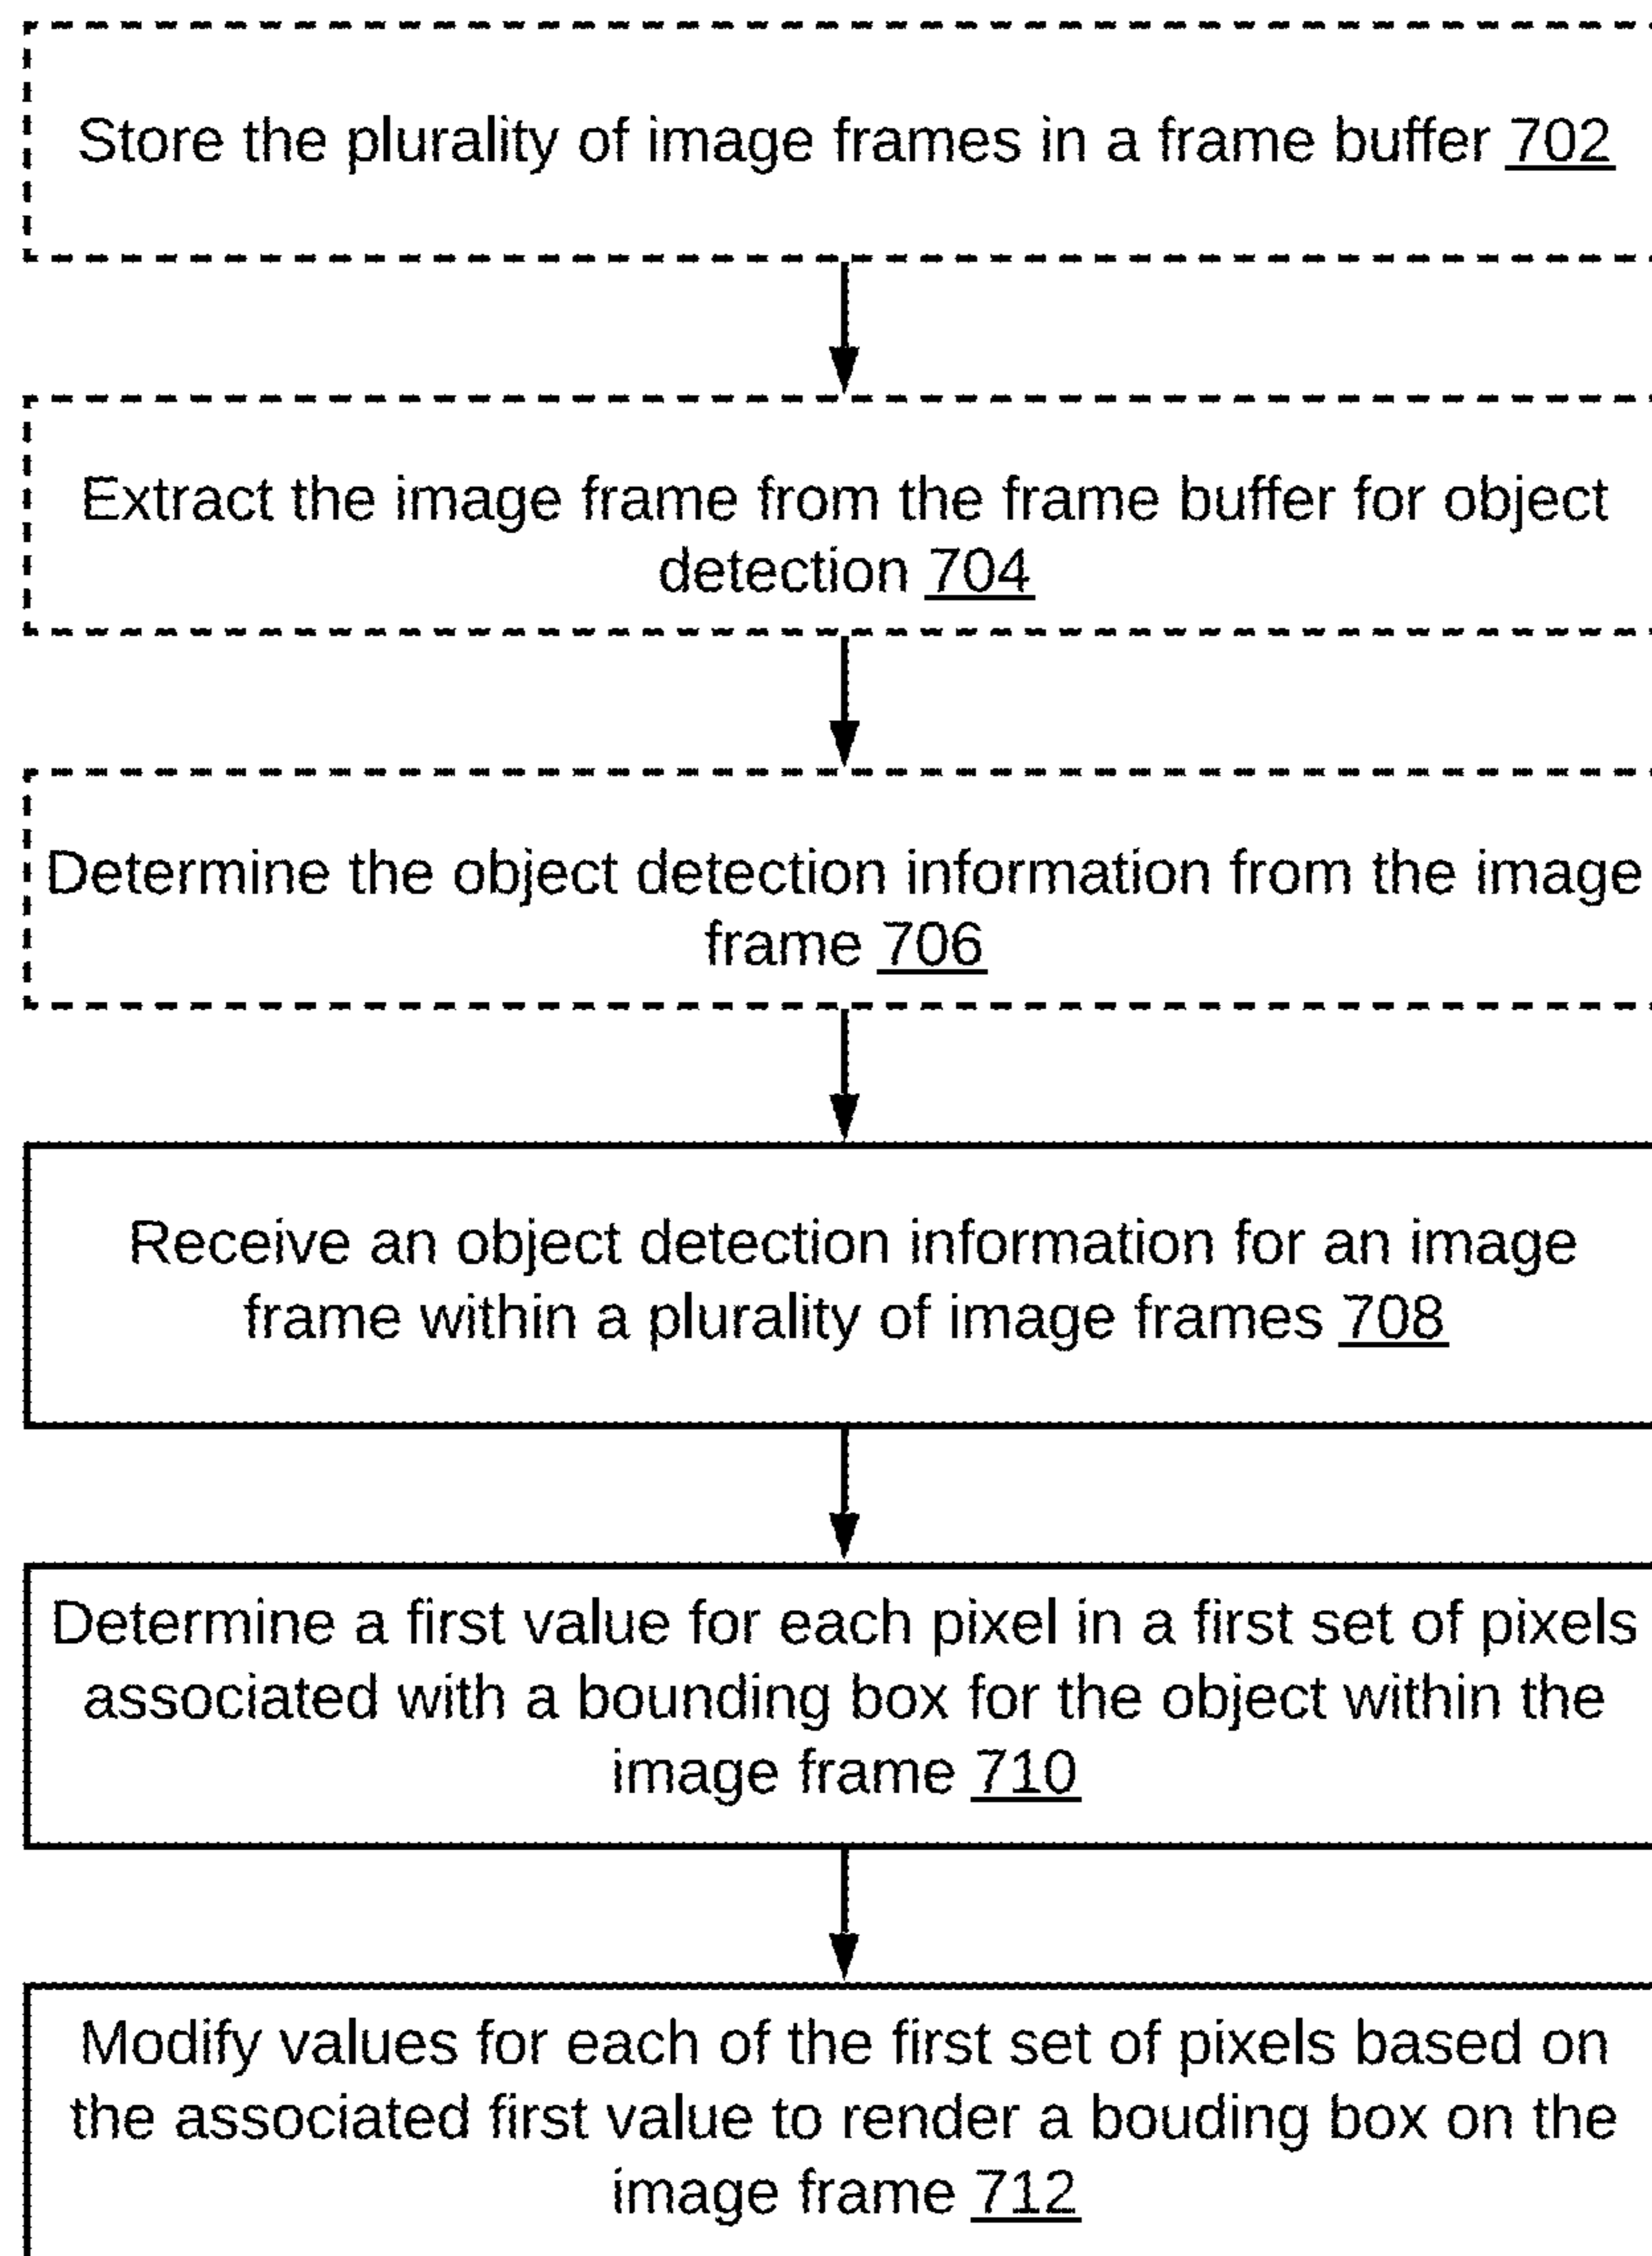 Store the plurality of image frames in a frame buffer 702
Extract the image frame from the frame buffer for object
detection 704
Determine the object detection information from the image
frame 706
Receive an object detection information for an image
frame within a plurality of image frames 708
Determine a first value for each pixel in a first set of pixels
associated with a bounding box for the object within the
image frame 710
Modify values for each of the first set of pixels based on
the associated first value to render a bouding box on the
image frame 712